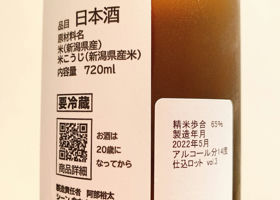 品目 日本酒
原材料名
米(新潟県産)
米こうじ(新潟県産米)
内容量 720ml
要冷蔵
商品詳細
お酒は
20歳に
なってから
製造責任者 阿部裕太
精米歩合 65%
製造年月
2022年5月
アルコール分14度
仕込ロット vol.3